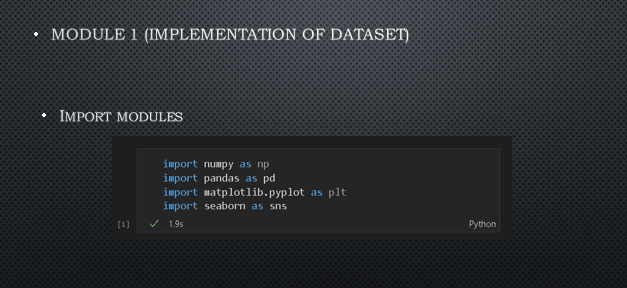 MODULE 1 (IMPLEMENTATION OF DATASET)
IMPORT MODULES
import numpy as np
import pandas as pd
import matplotlib.pyplot as plt
import seaborn as sns
[1] ✓ 1.9s Python